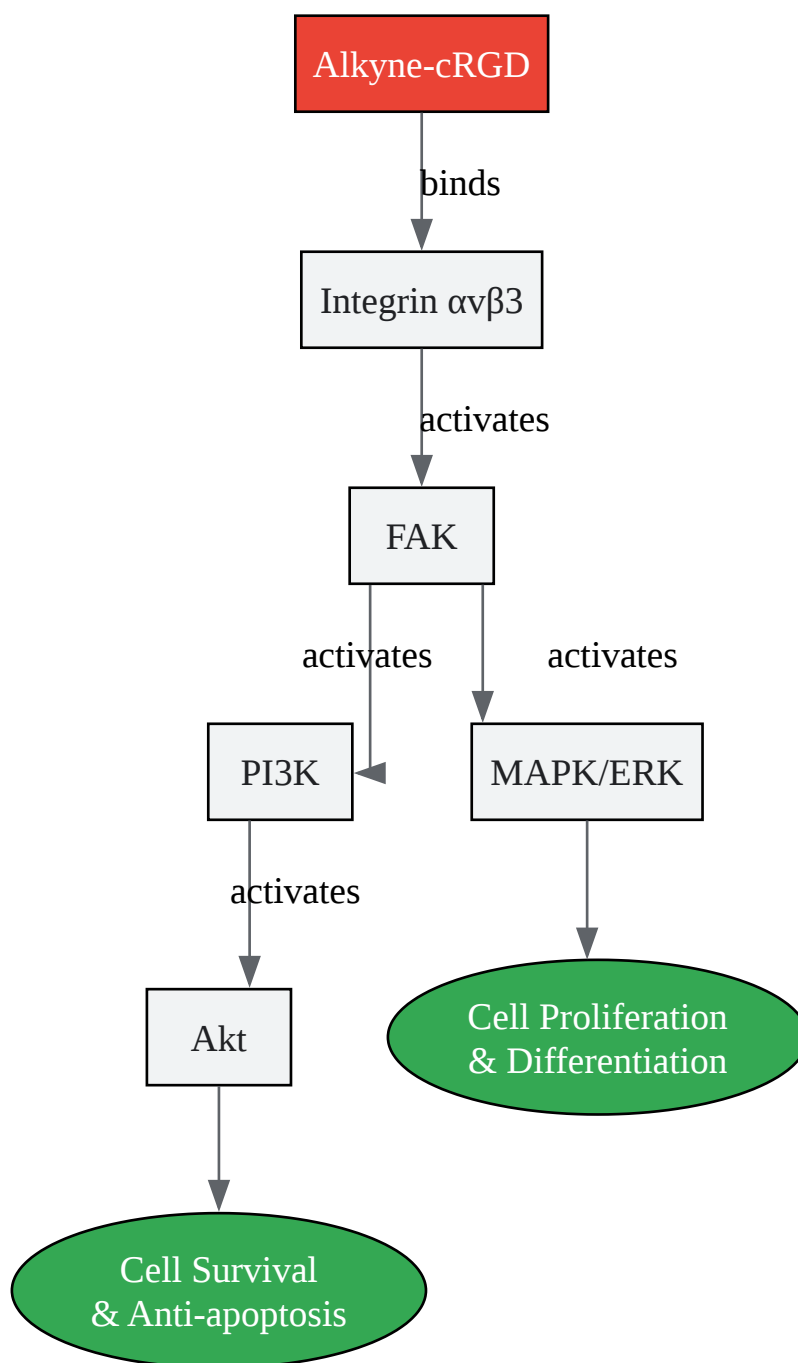 Alkyne-cRGD
binds
Integrin αvβ3
activates
FAK
activates
activates
PI3K
MAPK/ERK
activates
Akt
Cell Proliferation
& Differentiation
Cell Survival
& Anti-apoptosis